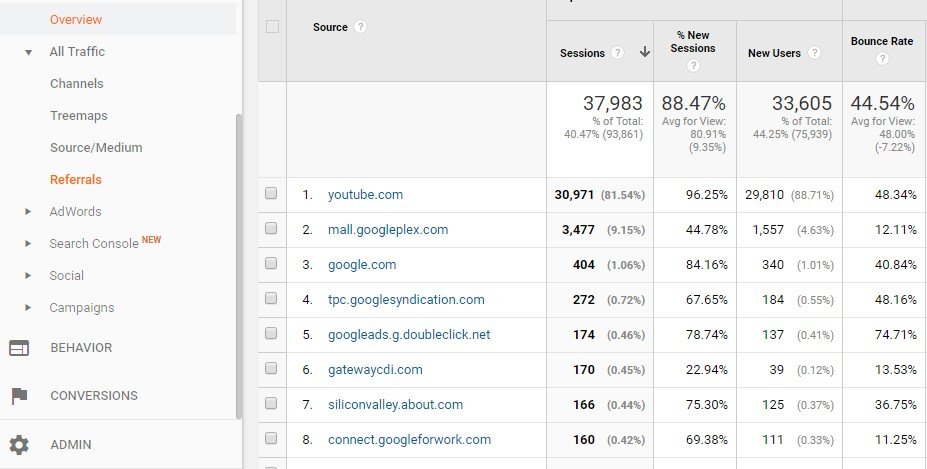 Overview
All Traffic
Channels
Treemaps
Source/Medium
Referrals
AdWords
Search Console NEW
Social
Campaigns
BEHAVIOR
CONVERSIONS
ADMIN
Source ?
Sessions ?
% New
Sessions
?
New Users ?
Bounce Rate
?
37,983
% of Total:
40.47% (93,861)
88.47%
Avg for View:
80.91%
(9.35%)
33,605
% of Total:
44.25% (75,939)
44.54%
Avg for View:
48.00%
(-7.22%)
1. youtube.com 30,971 (81.54%) 96.25% 29,810 (88.71%) 48.34%
2. mall.googleplex.com 3,477 (9.15%) 44.78% 1,557 (4.63%) 12.11%
3. google.com 404 (1.06%) 84.16% 340 (1.01%) 40.84%
4. tpc.googlesyndication.com 272 (0.72%) 67.65% 184 (0.55%) 48.16%
5. googleads.g.doubleclick.net 174 (0.46%) 78.74% 137 (0.41%) 74.71%
6. gatewaycdi.com 170 (0.45%) 22.94% 39 (0.12%) 13.53%
7. siliconvalley.about.com 166 (0.44%) 75.30% 125 (0.37%) 36.75%
8. connect.googleforwork.com 160 (0.42%) 69.38% 111 (0.33%) 11.25%